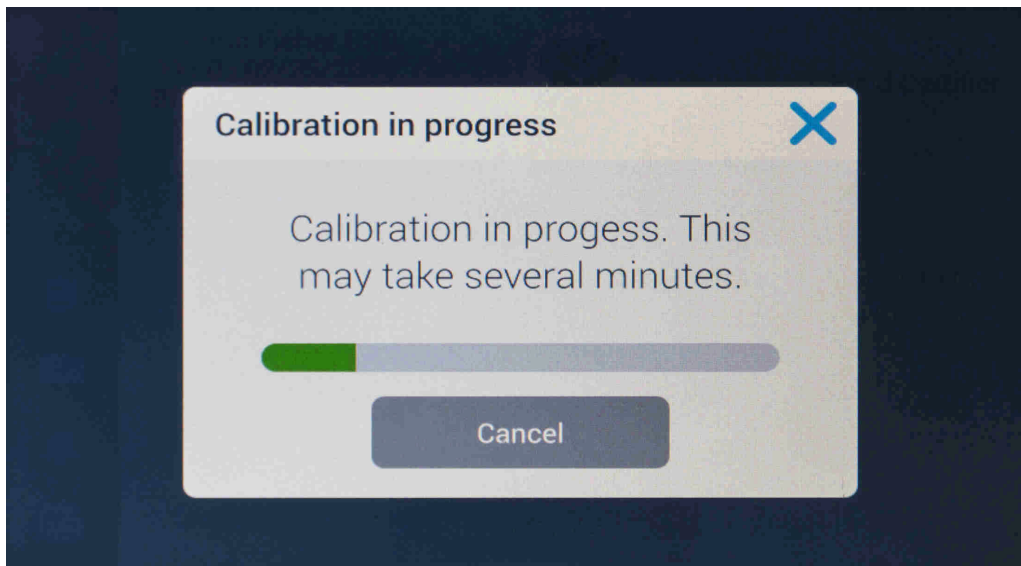 Calibration in progress
Calibration in progess. This
may take several minutes.
Cancel